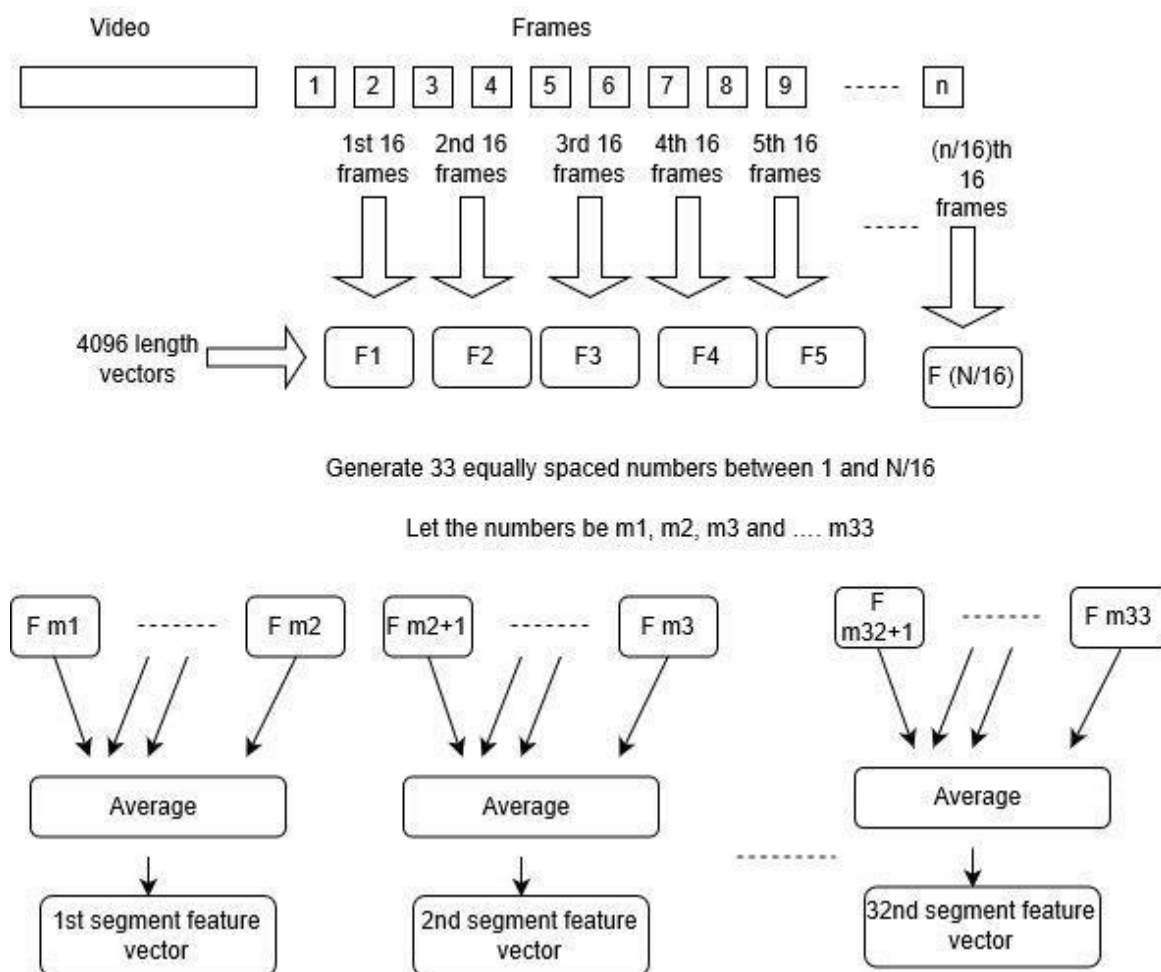 Video
Frames
1 2 3 4 5 6 7 8 9 n
1st 16
frames
2nd 16
frames
3rd 16
frames
4th 16
frames
5th 16
frames
(n/16)th
16
frames
4096 length
vectors
F1
F2
F3
F4
F5
F (N/16)
Generate 33 equally spaced numbers between 1 and N/16
Let the numbers be m1, m2, m3 and .... m33
F m1
F m2
F m2+1
F m3
F
m32+1
F m33
Average
Average
Average
1st segment feature
vector
2nd segment feature
vector
32nd segment feature
vector